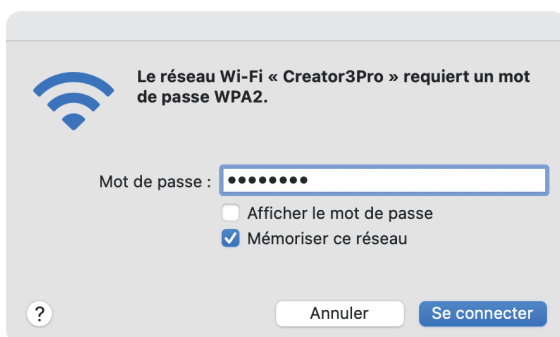 Le réseau Wi-Fi « Creator3Pro » requiert un mot
de passe WPA2.
Mot de passe : ••••••••
Afficher le mot de passe
Mémoriser ce réseau
? Annuler Se connecter